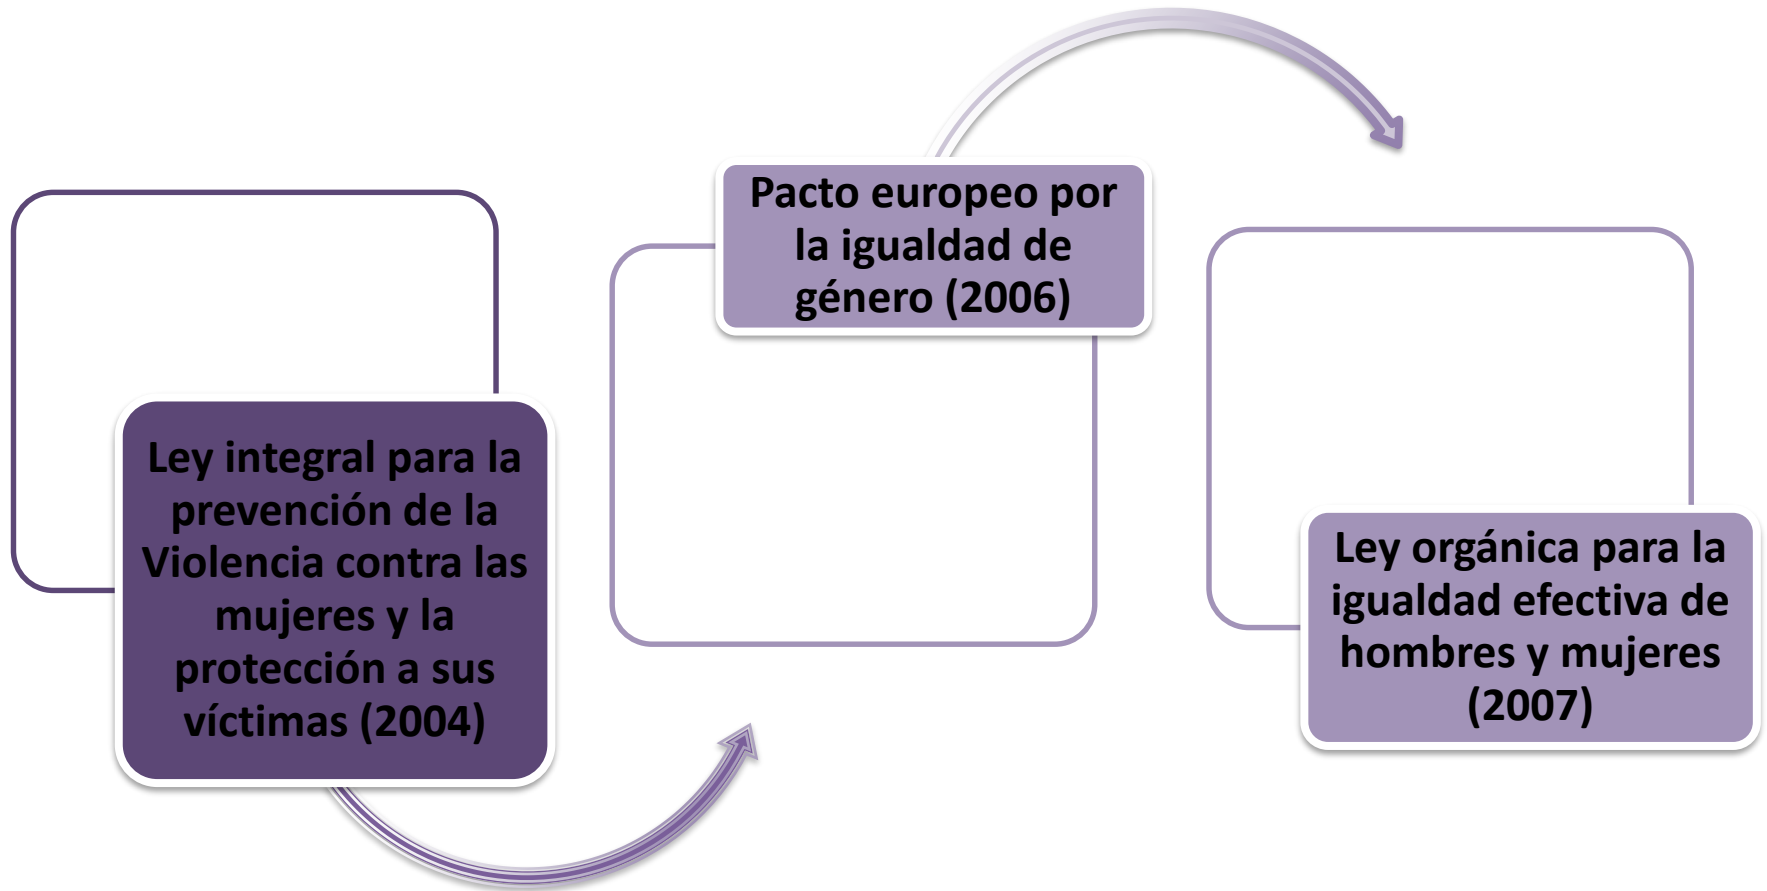 Ley integral para la
prevención de la
Violencia contra las
mujeres y la
protección a sus
víctimas (2004)
Pacto europeo por
la igualdad de
género (2006)
Ley orgánica para la
igualdad efectiva de
hombres y mujeres
(2007)